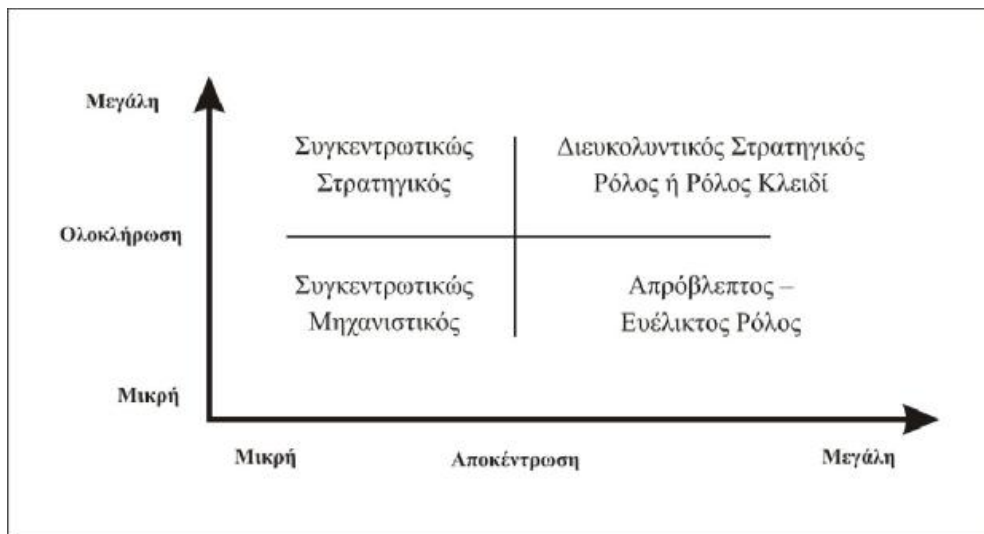 Μεγάλη
Συγκεντρωτικώς
Στρατηγικός
Διευκολυντικός Στρατηγικός
Ρόλος ή Ρόλος Κλειδί
Ολοκλήρωση
Συγκεντρωτικώς
Μηχανιστικός
Απρόβλεπτος –
Ευέλικτος Ρόλος
Μικρή
Μικρή
Αποκέντρωση
Μεγάλη